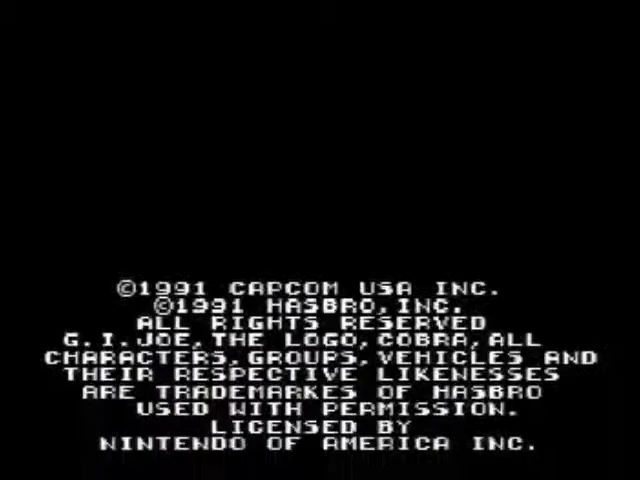 ©1991 CAPCOM USA INC.
©1991 HASBRO,INC.
ALL RIGHTS RESERVED
G.I.JOE,THE LOGO,COBRA,ALL
CHARACTERS,GROUPS,VEHICLES AND
THEIR RESPECTIVE LIKENESSES
ARE TRADEMARKES OF HASBRO
USED WITH PERMISSION.
LICENSED BY
NINTENDO OF AMERICA INC.